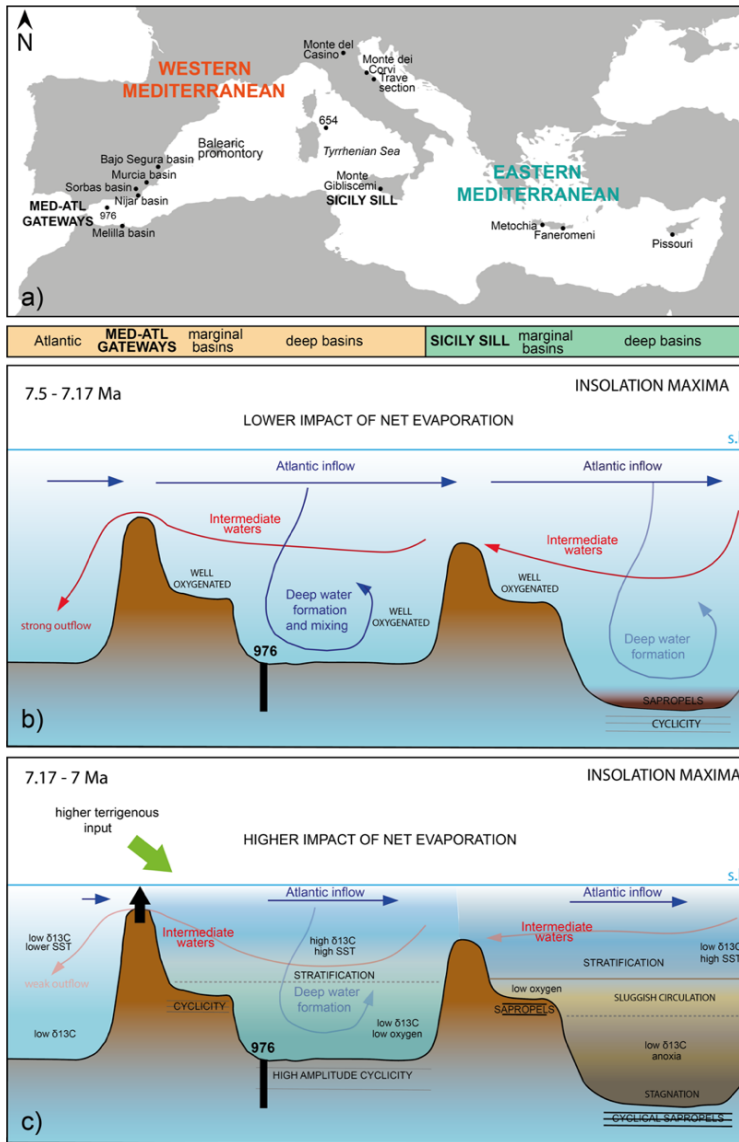 N
WESTERN
MEDITERRANEAN
Monte del
Casino
Monte dei
Corvi
Trave
section
654
Tyrrhenian Sea
Balearic
promontory
Bajo Segura basin
Murcia basin
Sorbas basin
Nijar basin
MED-ATL
GATEWAYS
976
Melilla basin
Monte
Gibliscemi
SICILY SILL
EASTERN
MEDITERRANEAN
Metochia
Faneromeni
Pissouri
a)
Atlantic
MED-ATL
GATEWAYS
marginal
basins
deep basins
SICILY SILL
marginal
basins
deep basins
7.5 - 7.17 Ma
INSOLATION MAXIMA
LOWER IMPACT OF NET EVAPORATION
s.
Atlantic inflow
Atlantic inflow
Intermediate
waters
Intermediate
waters
WELL
OXYGENATED
WELL
OXYGENATED
WELL
OXYGENATED
strong outflow
Deep water
formation
and mixing
Deep water
formation
976
SAPROPELS
CYCLICITY
b)
7.17 - 7 Ma
INSOLATION MAXIMA
higher terrigenous
input
HIGHER IMPACT OF NET EVAPORATION
s.
Atlantic inflow
Atlantic inflow
low δ13C
lower SST
Intermediate
waters
high δ13C
high SST
Intermediate
waters
low δ13C
high SST
weak outflow
STRATIFICATION
STRATIFICATION
Deep water
formation
low oxygen
SLUGGISH CIRCULATION
CYCLICITY
SAPROPELS
low δ13C
low δ13C
low oxygen
low δ13C
anoxia
976
HIGH AMPLITUDE CYCLICITY
STAGNATION
CYCLICAL SAPROPELS
c)